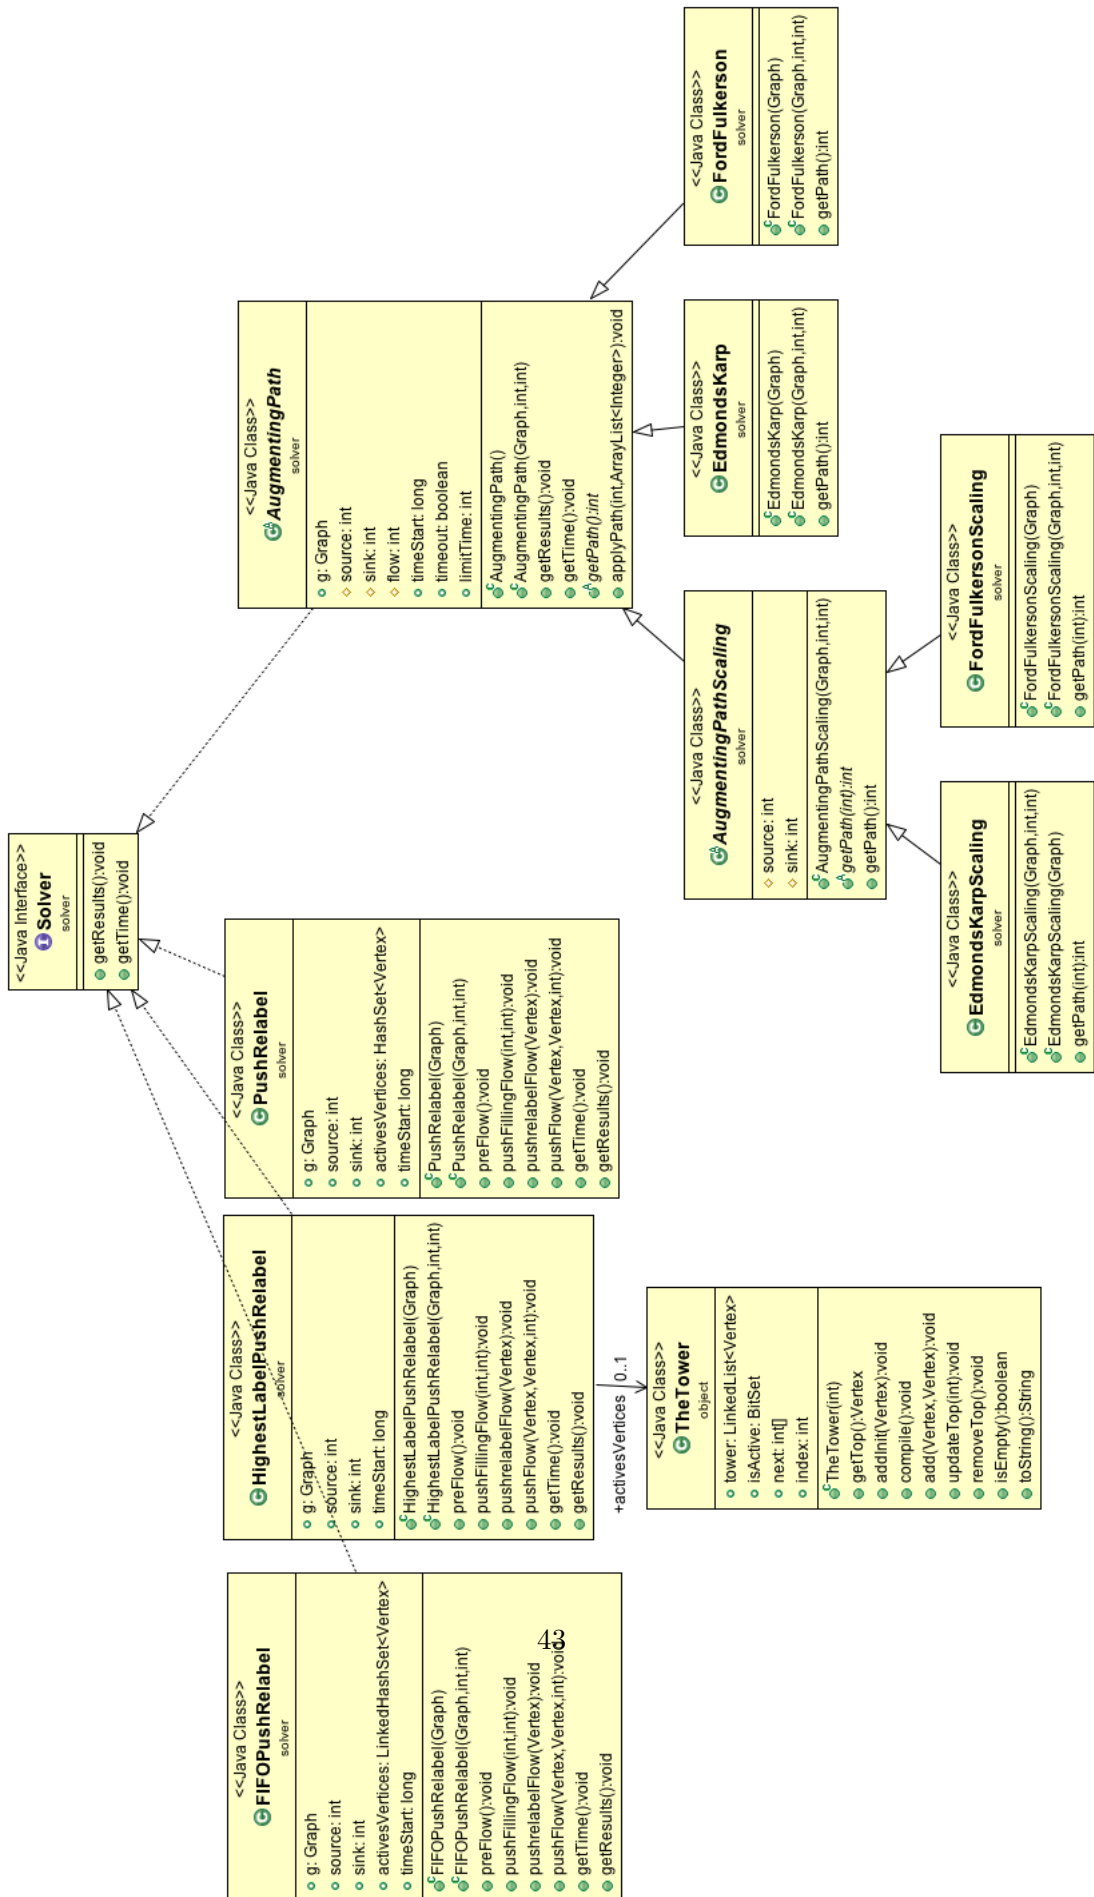 <<Java Interface>>
Solver
solver
getResults():void
getTime():void
<<Java Class>>
FIFOPushRelabel
solver
g: Graph
source: int
sink: int
activesVertices: LinkedHashSet<Vertex>
timeStart: long
FIFOPushRelabel(Graph)
FIFOPushRelabel(Graph,int,int)
preFlow():void
pushFillingFlow(int,int):void
pushrelabelFlow(Vertex):void
pushFlow(Vertex,Vertex,int):void
getTime():void
getResults():void
<<Java Class>>
HighestLabelPushRelabel
solver
g: Graph
source: int
sink: int
timeStart: long
HighestLabelPushRelabel(Graph)
HighestLabelPushRelabel(Graph,int,int)
preFlow():void
pushFillingFlow(int,int):void
pushrelabelFlow(Vertex):void
pushFlow(Vertex,Vertex,int):void
getTime():void
getResults():void
<<Java Class>>
PushRelabel
solver
g: Graph
source: int
sink: int
activesVertices: HashSet<Vertex>
timeStart: long
PushRelabel(Graph)
PushRelabel(Graph,int,int)
preFlow():void
pushFillingFlow(int,int):void
pushrelabelFlow(Vertex):void
pushFlow(Vertex,Vertex,int):void
getTime():void
getResults():void
<<Java Class>>
AugmentingPath
solver
g: Graph
source: int
sink: int
flow: int
timeStart: long
timeout: boolean
limitTime: int
AugmentingPath()
AugmentingPath(Graph,int,int)
getResults():void
getTime():void
getPath():int
applyPath(int,ArrayList<Integer>):void
+activesVertices 0..1
<<Java Class>>
TheTower
object
tower: LinkedList<Vertex>
isActive: BitSet
next: int[]
index: int
TheTower(int)
getTop():Vertex
addInit(Vertex):void
compile():void
add(Vertex,Vertex):void
updateTop(int):void
removeTop():void
isEmpty():boolean
toString():String
<<Java Class>>
AugmentingPathScaling
solver
source: int
sink: int
AugmentingPathScaling(Graph,int,int)
getPath(int):int
getPath():int
<<Java Class>>
EdmondsKarp
solver
EdmondsKarp(Graph)
EdmondsKarp(Graph,int,int)
getPath():int
<<Java Class>>
FordFulkerson
solver
FordFulkerson(Graph)
FordFulkerson(Graph,int,int)
getPath():int
<<Java Class>>
EdmondsKarpScaling
solver
EdmondsKarpScaling(Graph,int,int)
EdmondsKarpScaling(Graph)
getPath(int):int
<<Java Class>>
FordFulkersonScaling
solver
FordFulkersonScaling(Graph)
FordFulkersonScaling(Graph,int,int)
getPath(int):int
43